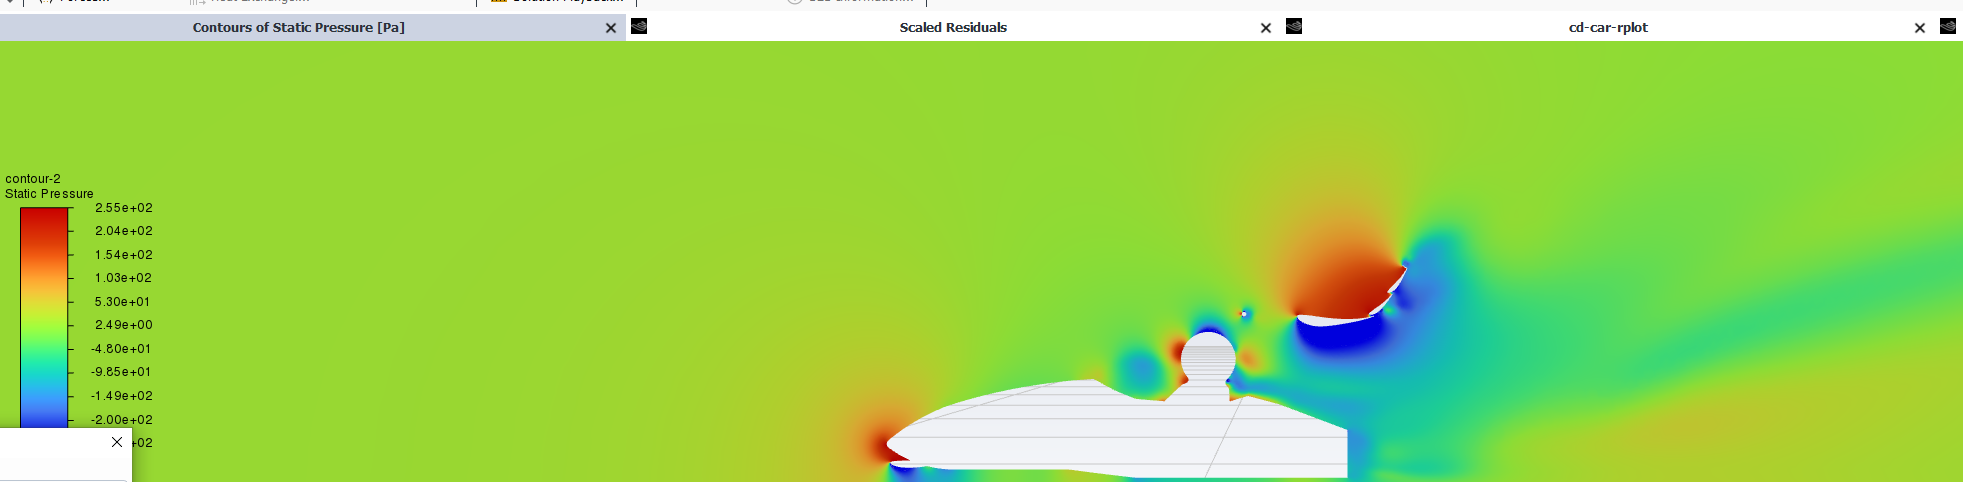 Contours of Static Pressure [Pa]
Scaled Residuals
cd-car-rplot
contour-2
Static Pressure
2.55e+02
2.04e+02
1.54e+02
1.03e+02
5.30e+01
2.49e+00
-4.80e+01
-9.85e+01
-1.49e+02
-2.00e+02
+02